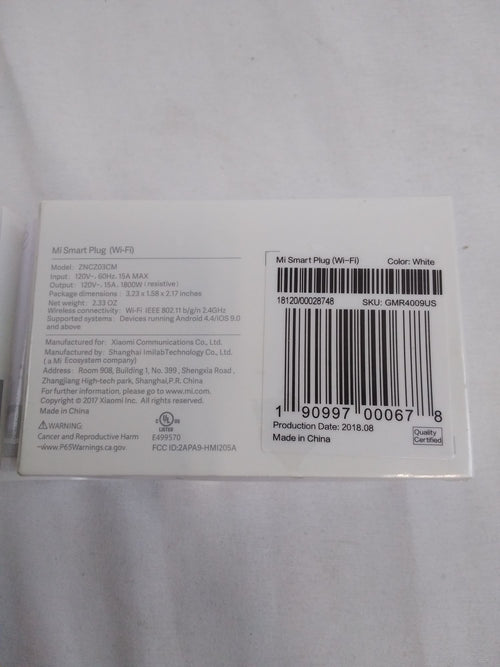 Mi Smart Plug (Wi-Fi)
Model: ZNCZ03CM
Input: 120V~, 60Hz, 15A MAX
Output: 120V~, 15A, 1800W (resistive)
Package dimensions: 3.23 x 1.58 x 2.17 inches
Net weight: 2.33 OZ
Wireless connectivity: Wi-Fi IEEE 802.11 b/g/n 2.4GHz
Supported systems: Devices running Android 4.4/iOS 9.0
and above
Manufactured for: Xiaomi Communications Co., Ltd.
Manufactured by: Shanghai ImilabTechnology Co., Ltd.
(a Mi Ecosystem company)
Address: Room 908, Building 1, No. 399, Shengxia Road,
Zhangjiang High-tech park, Shanghai,P.R. China
For further information, please go to www.mi.com.
Copyright © 2017 Xiaomi Inc. All rights reserved.
Made in China
⚠WARNING:
Cancer and Reproductive Harm
-www.P65Warnings.ca.gov
c UL US
LISTED
E499570
FCC ID:2APA9-HMI205A
Mi Smart Plug (Wi-Fi) Color: White
18120/00028748 SKU: GMR4009US
1 90997 00067 8
Production Date: 2018.08
Made in China
Quality
Certified